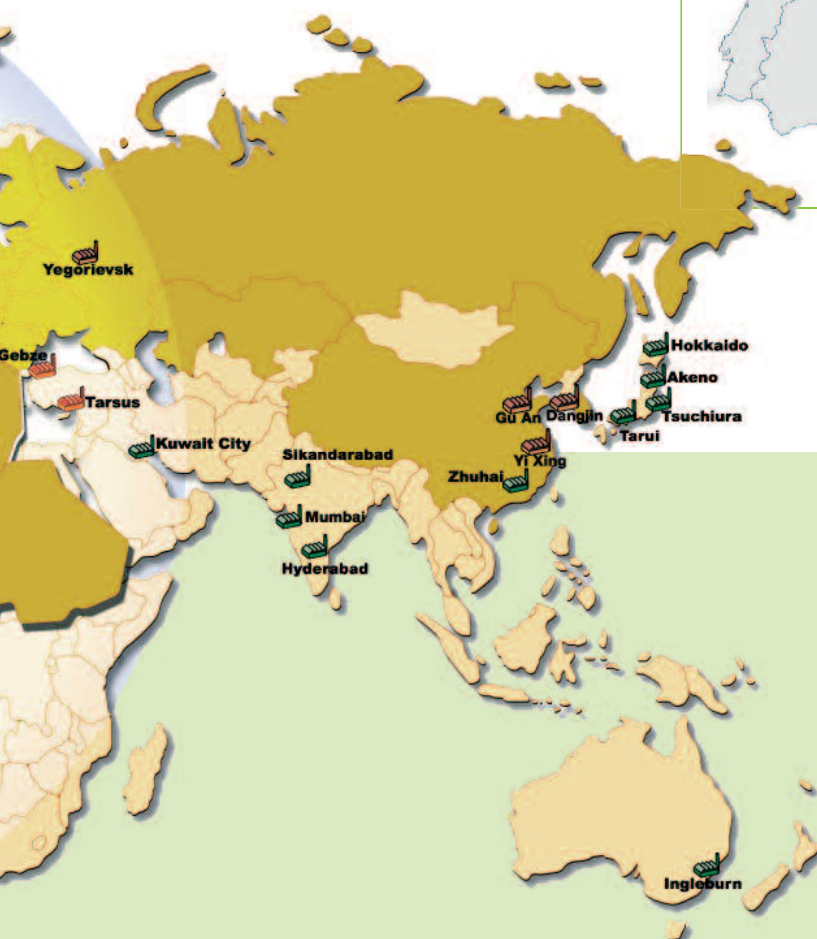 Yegorievsk
Gebze
Tarsus
Kuwait City
Sikandarabad
Mumbai
Hyderabad
Hokkaido
Akeno
Tsuchiura
Tarui
Gu An
Dangjin
Yi Xing
Zhuhai
Ingleburn